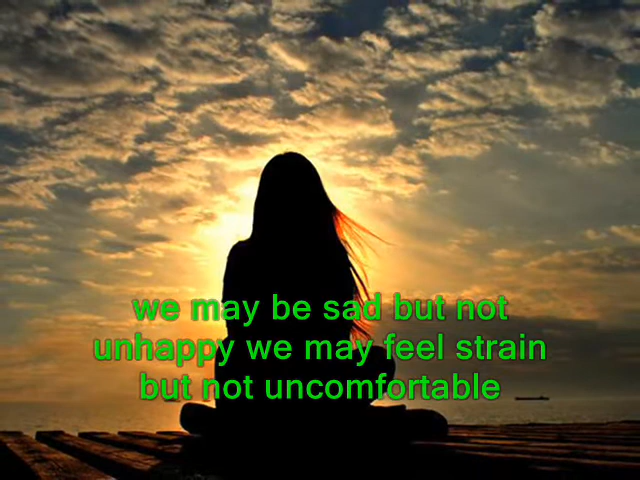 we may be sad but not
unhappy we may feel strain
but not uncomfortable